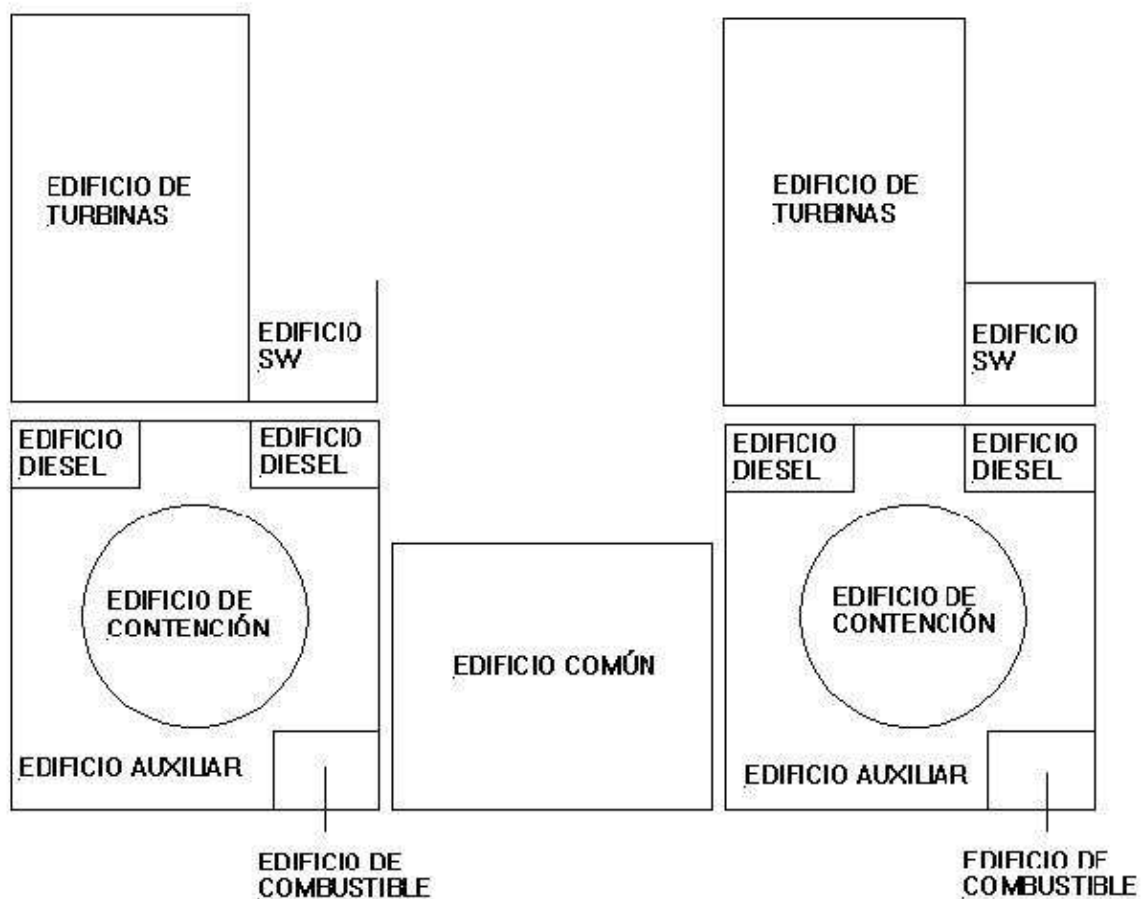 EDIFICIO DE
TURBINAS
EDIFICIO DE
TURBINAS
EDIFICIO
SW
EDIFICIO
SW
EDIFICIO
DIESEL
EDIFICIO
DIESEL
EDIFICIO
DIESEL
EDIFICIO
DIESEL
EDIFICIO DE
CONTENCIÓN
EDIFICIO DE
CONTENCIÓN
EDIFICIO COMÚN
EDIFICIO AUXILIAR
EDIFICIO AUXILIAR
EDIFICIO DE
COMBUSTIBLE
EDIFICIO DE
COMBUSTIBLE